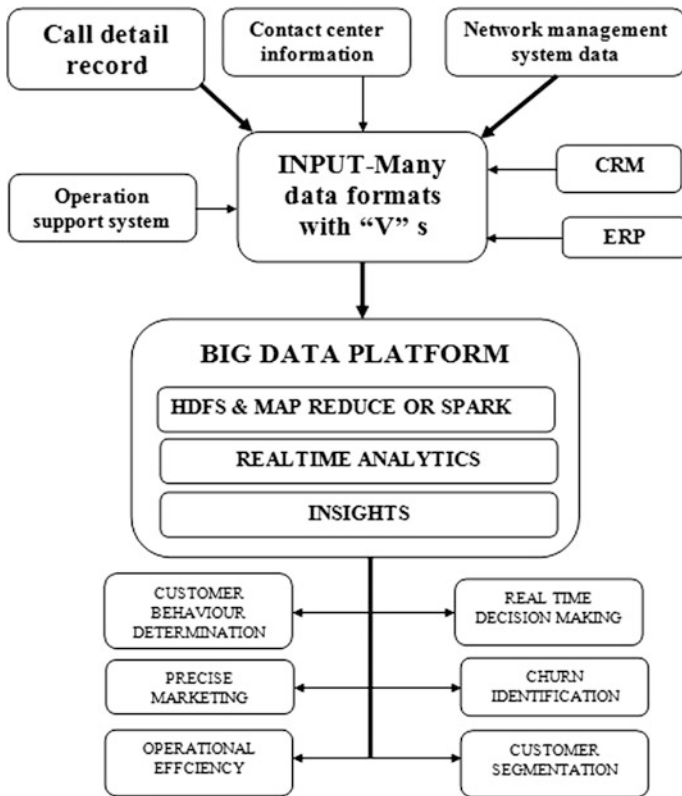 Call detail
record
Contact center
information
Network management
system data
Operation
support system
INPUT-Many
data formats
with “V” s
CRM
ERP
BIG DATA PLATFORM
HDFS & MAP REDUCE OR SPARK
REALTIME ANALYTICS
INSIGHTS
CUSTOMER
BEHAVIOUR
DETERMINATION
REAL TIME
DECISION MAKING
PRECISE
MARKETING
CHURN
IDENTIFICATION
OPERATIONAL
EFFCIENCY
CUSTOMER
SEGMENTATION